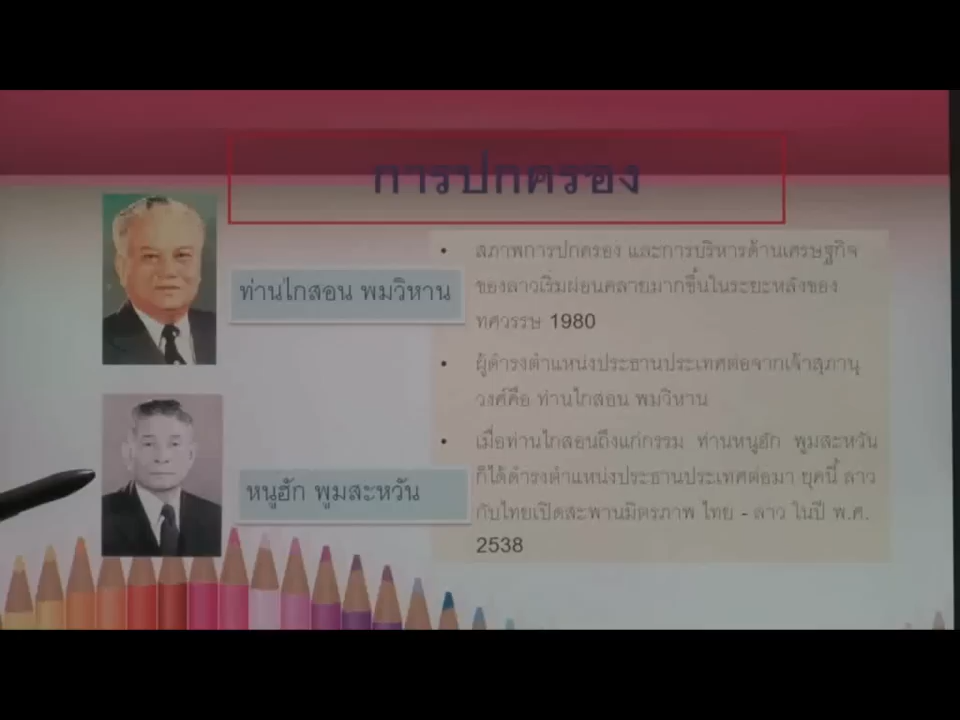 การปกครอง
ท่านไกสอน พมวิหาน
หนูฮัก พูมสะหวัน
• สภาพการปกครอง และการบริหารด้านเศรษฐกิจ
ของลาวเริ่มผ่อนคลายมากขึ้นในระยะหลังของ
ทศวรรษ 1980
• ผู้ดำรงตำแหน่งประธานประเทศต่อจากเจ้าสุภานุ
วงศ์คือ ท่านไกสอน พมวิหาน
• เมื่อท่านไกสอนถึงแก่กรรม ท่านหนูฮัก พูมสะหวัน
ก็ได้ดำรงตำแหน่งประธานประเทศต่อมา ยุคนี้ ลาว
กับไทยเปิดสะพานมิตรภาพ ไทย - ลาว ในปี พ.ศ.
2538